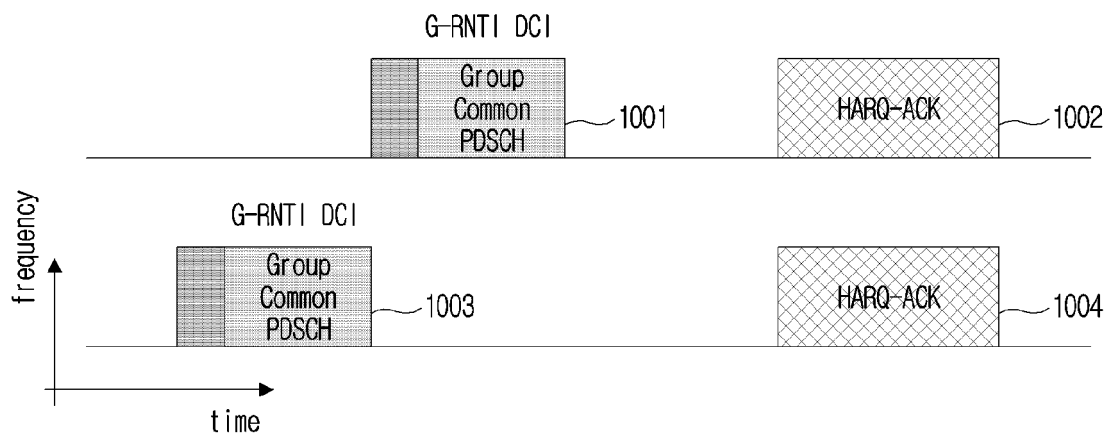 G-RNTI DCI
Group
Common
PDSCH
1001
HARQ-ACK
1002
G-RNTI DCI
Group
Common
PDSCH
1003
HARQ-ACK
1004
frequency
time